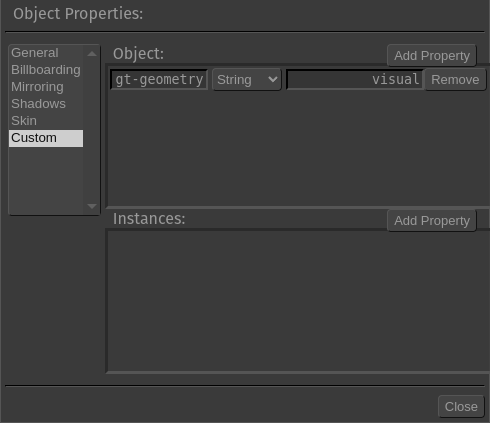 Object Properties:
General
Billboarding
Mirroring
Shadows
Skin
Custom
Object:
Add Property
gt-geometry String visual Remove
Instances:
Add Property
Close